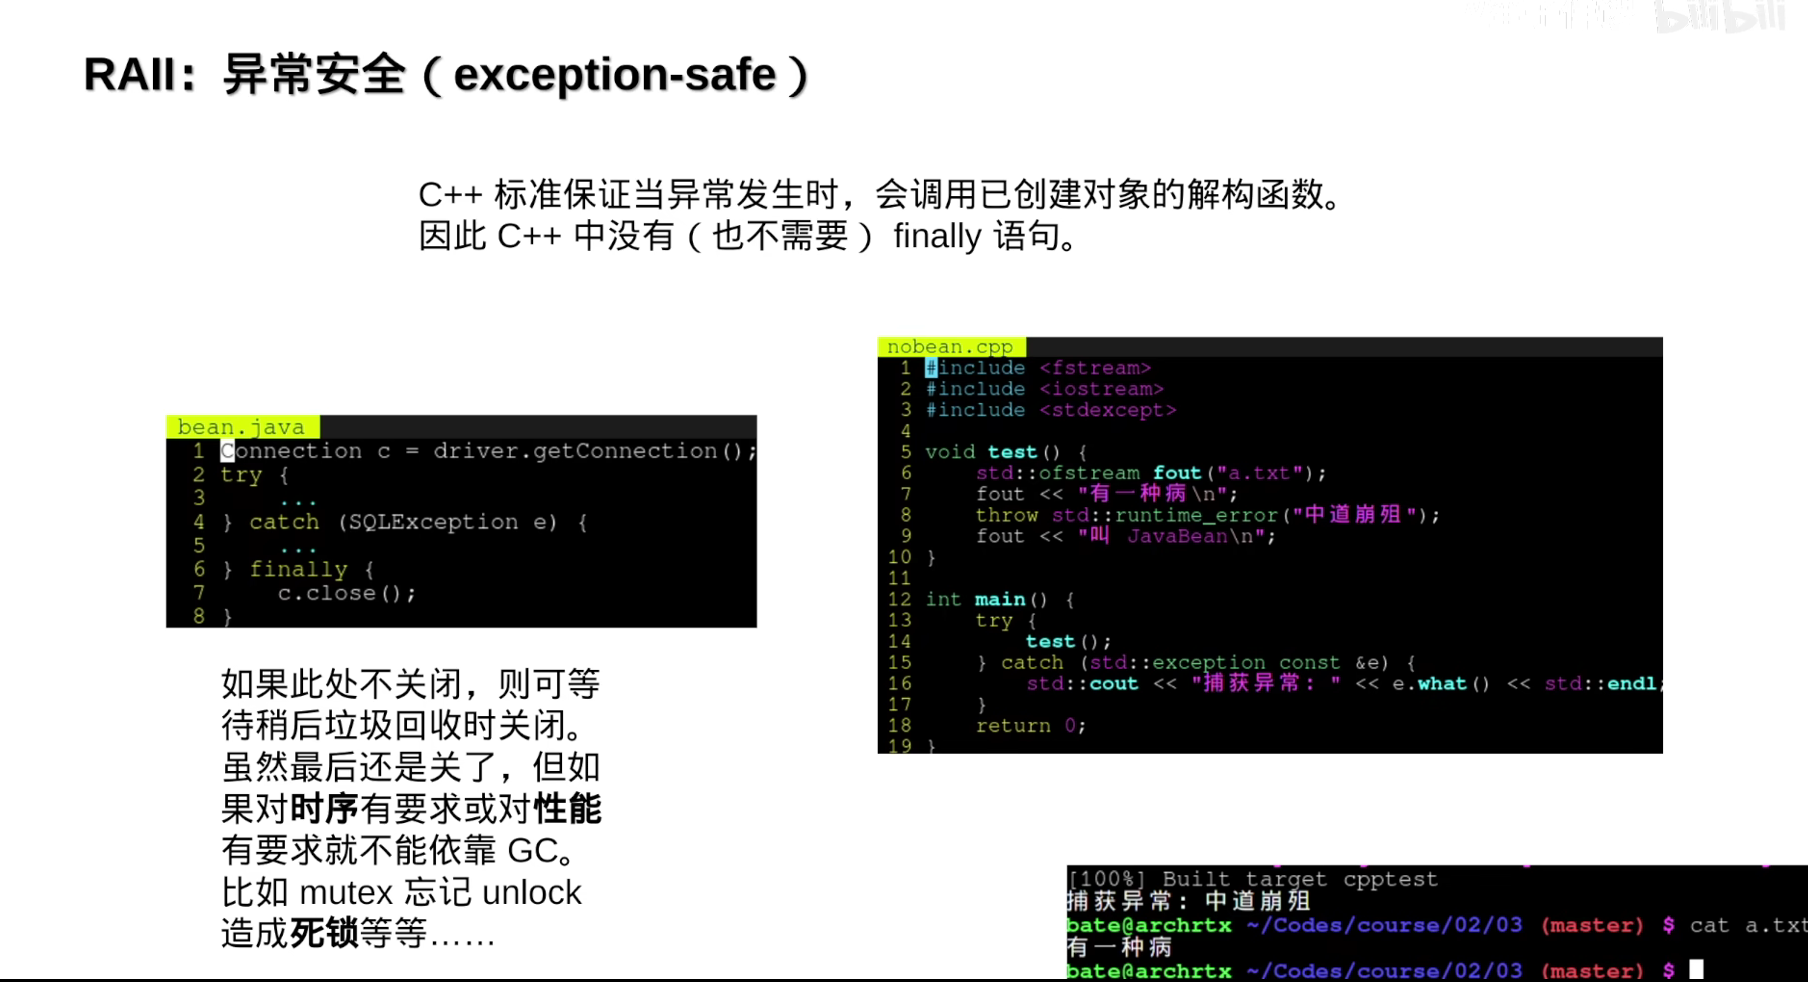 bilibili
RAII：异常安全（exception-safe）
C++ 标准保证当异常发生时，会调用已创建对象的解构函数。
因此 C++ 中没有（也不需要） finally 语句。
bean.java
1 Connection c = driver.getConnection();
2 try {
3     ...
4 } catch (SQLException e) {
5     ...
6 } finally {
7     c.close();
8 }
如果此处不关闭，则可等
待稍后垃圾回收时关闭。
虽然最后还是关了，但如
果对时序有要求或对性能
有要求就不能依靠 GC。
比如 mutex 忘记 unlock
造成死锁等等……
nobean.cpp
1 #include <fstream>
2 #include <iostream>
3 #include <stdexcept>
4
5 void test() {
6     std::ofstream fout("a.txt");
7     fout << "有一种病\n";
8     throw std::runtime_error("中道崩殂");
9     fout << "叫 JavaBean\n";
10 }
11
12 int main() {
13     try {
14         test();
15     } catch (std::exception const &e) {
16         std::cout << "捕获异常：" << e.what() << std::endl;
17     }
18     return 0;
19 }
[100%] Built target cpptest
捕获异常：中道崩殂
bate@archrtx ~/Codes/course/02/03 (master) $ cat a.txt
有一种病
bate@archrtx ~/Codes/course/02/03 (master) $